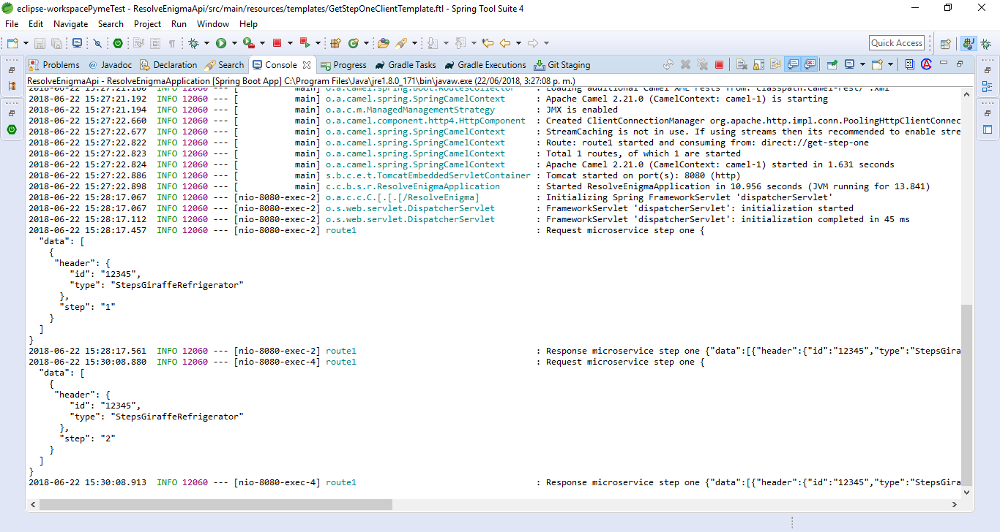 eclipse-workspacePymeTest - ResolveEnigmaApi/src/main/resources/templates/GetStepOneClientTemplate.ftl - Spring Tool Suite 4
File Edit Navigate Search Project Run Window Help
Quick Access
Problems @ Javadoc Declaration Search Console Progress Gradle Tasks Gradle Executions Git Staging
ResolveEnigmaApi - ResolveEnigmaApplication [Spring Boot App] C:\Program Files\Java\jre1.8.0_171\bin\javaw.exe (22/06/2018, 3:27:08 p. m.)
2018-06-22 15:27:21.180 INFO 12060 --- [ main] o.a.camel.spring.boot.RoutesCollector : Loading additional Camel XML rests from: classpath:camel-rest/*.xml
2018-06-22 15:27:21.192 INFO 12060 --- [ main] o.a.camel.spring.SpringCamelContext : Apache Camel 2.21.0 (CamelContext: camel-1) is starting
2018-06-22 15:27:21.194 INFO 12060 --- [ main] o.a.c.m.ManagedManagementStrategy : JMX is enabled
2018-06-22 15:27:22.660 INFO 12060 --- [ main] o.a.camel.component.http4.HttpComponent : Created ClientConnectionManager org.apache.http.impl.conn.PoolingHttpClientConnec
2018-06-22 15:27:22.677 INFO 12060 --- [ main] o.a.camel.spring.SpringCamelContext : StreamCaching is not in use. If using streams then its recommended to enable stre
2018-06-22 15:27:22.822 INFO 12060 --- [ main] o.a.camel.spring.SpringCamelContext : Route: route1 started and consuming from: direct://get-step-one
2018-06-22 15:27:22.823 INFO 12060 --- [ main] o.a.camel.spring.SpringCamelContext : Total 1 routes, of which 1 are started
2018-06-22 15:27:22.824 INFO 12060 --- [ main] o.a.camel.spring.SpringCamelContext : Apache Camel 2.21.0 (CamelContext: camel-1) started in 1.631 seconds
2018-06-22 15:27:22.886 INFO 12060 --- [ main] s.b.c.e.t.TomcatEmbeddedServletContainer : Tomcat started on port(s): 8080 (http)
2018-06-22 15:27:22.898 INFO 12060 --- [ main] c.c.b.s.r.ResolveEnigmaApplication : Started ResolveEnigmaApplication in 10.956 seconds (JVM running for 13.841)
2018-06-22 15:28:17.067 INFO 12060 --- [nio-8080-exec-2] o.a.c.c.C.[.[.[/ResolveEnigma] : Initializing Spring FrameworkServlet 'dispatcherServlet'
2018-06-22 15:28:17.067 INFO 12060 --- [nio-8080-exec-2] o.s.web.servlet.DispatcherServlet : FrameworkServlet 'dispatcherServlet': initialization started
2018-06-22 15:28:17.112 INFO 12060 --- [nio-8080-exec-2] o.s.web.servlet.DispatcherServlet : FrameworkServlet 'dispatcherServlet': initialization completed in 45 ms
2018-06-22 15:28:17.457 INFO 12060 --- [nio-8080-exec-2] route1 : Request microservice step one {
"data": [
{
"header": {
"id": "12345",
"type": "StepsGiraffeRefrigerator"
},
"step": "1"
}
]
}
2018-06-22 15:28:17.561 INFO 12060 --- [nio-8080-exec-2] route1 : Response microservice step one {"data":[{"header":{"id":"12345","type":"StepsGira
2018-06-22 15:30:08.880 INFO 12060 --- [nio-8080-exec-4] route1 : Request microservice step one {
"data": [
{
"header": {
"id": "12345",
"type": "StepsGiraffeRefrigerator"
},
"step": "2"
}
]
}
2018-06-22 15:30:08.913 INFO 12060 --- [nio-8080-exec-4] route1 : Response microservice step one {"data":[{"header":{"id":"12345","type":"StepsGira